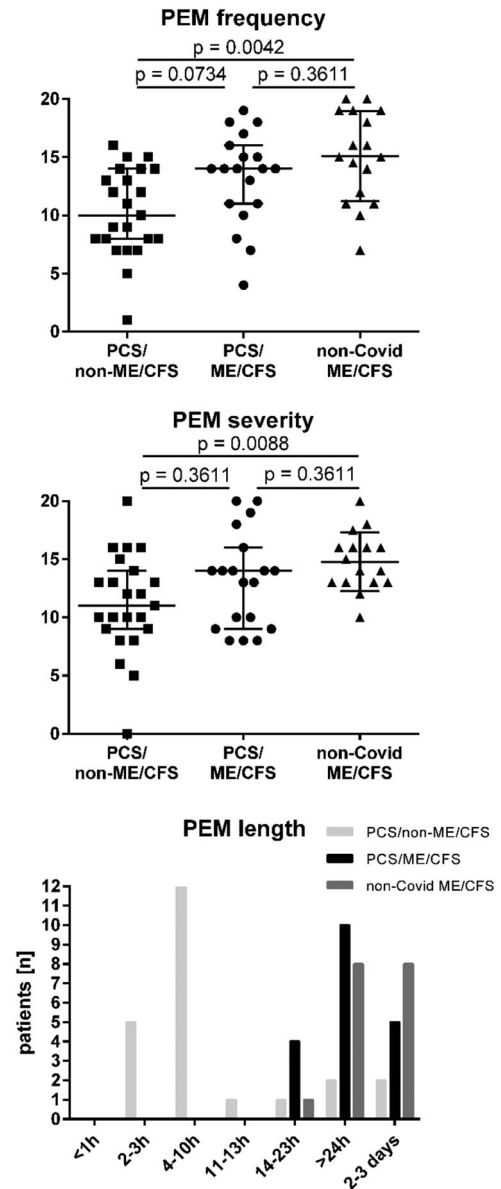 PEM frequency
p = 0.0042
p = 0.0734 p = 0.3611
20
15
10
5
0
PCS/ PCS/ non-Covid
non-ME/CFS ME/CFS ME/CFS
PEM severity
p = 0.0088
p = 0.3611 p = 0.3611
20
15
10
5
0
PCS/ PCS/ non-Covid
non-ME/CFS ME/CFS ME/CFS
PEM length
PCS/non-ME/CFS
PCS/ME/CFS
non-Covid ME/CFS
patients [n]
12
11
10
9
8
7
6
5
4
3
2
1
0
<1h 2-3h 4-10h 11-13h 14-23h >24h 2-3 days